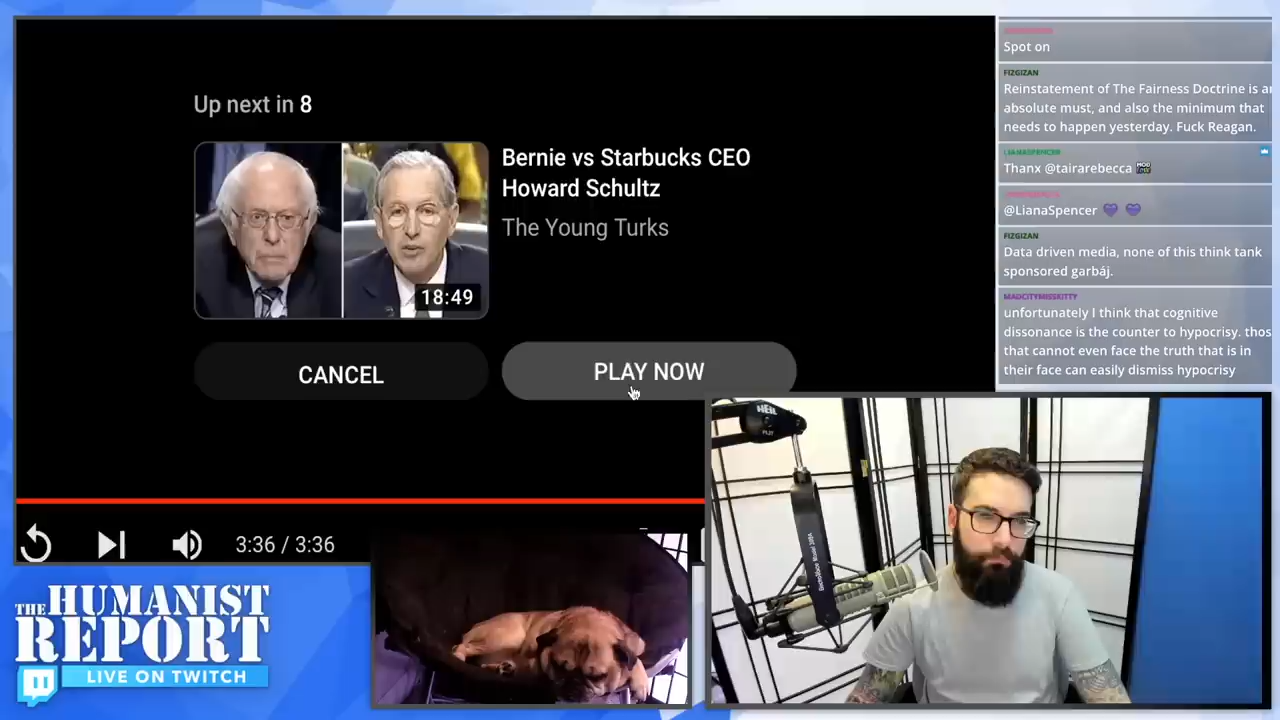 Up next in 8
Bernie vs Starbucks CEO
Howard Schultz
The Young Turks
18:49
CANCEL
PLAY NOW
3:36 / 3:36
Spot on
FIZGIZAN
Reinstatement of The Fairness Doctrine is an
absolute must, and also the minimum that
needs to happen yesterday. Fuck Reagan.
LIANASPENCER
Thanx @tairarebecca
@LianaSpencer
FIZGIZAN
Data driven media, none of this think tank
sponsored garbáj.
MADCITYMISSKITTY
unfortunately I think that cognitive
dissonance is the counter to hypocrisy. thos
that cannot even face the truth that is in
their face can easily dismiss hypocrisy
HEIL
THE HUMANIST
REPORT
LIVE ON TWITCH